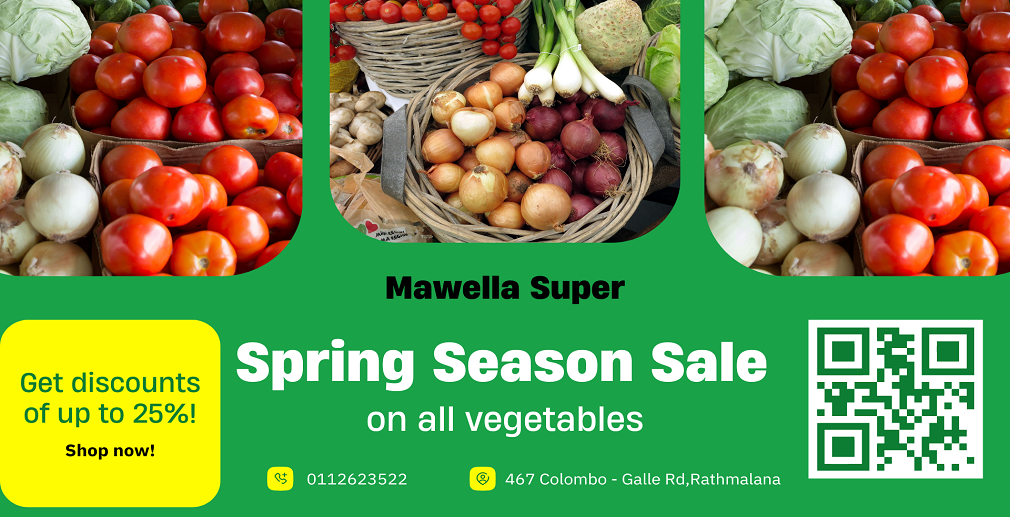 Mawella Super
Spring Season Sale
on all vegetables
Get discounts
of up to 25%!
Shop now!
0112623522
467 Colombo - Galle Rd,Rathmalana